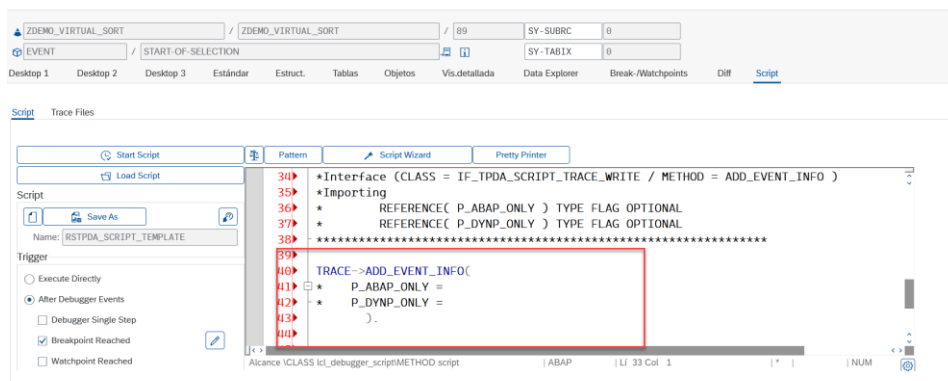 ZDEMO_VIRTUAL_SORT / ZDEMO_VIRTUAL_SORT / 89 SY-SUBRC 0
EVENT / START-OF-SELECTION SY-TABIX 0
Desktop 1 Desktop 2 Desktop 3 Estándar Estruct. Tablas Objetos Vis.detallada Data Explorer Break-/Watchpoints Diff Script
Script Trace Files
Start Script Pattern Script Wizard Pretty Printer
Load Script
Script
Save As
Name: RSTPDA_SCRIPT_TEMPLATE
Trigger
Execute Directly
After Debugger Events
Debugger Single Step
Breakpoint Reached
Watchpoint Reached
34 *Interface (CLASS = IF_TPDA_SCRIPT_TRACE_WRITE / METHOD = ADD_EVENT_INFO )
35 *Importing
36 * REFERENCE( P_ABAP_ONLY ) TYPE FLAG OPTIONAL
37 * REFERENCE( P_DYNP_ONLY ) TYPE FLAG OPTIONAL
38 ***************************************************************
39
40 TRACE->ADD_EVENT_INFO(
41 * P_ABAP_ONLY =
42 * P_DYNP_ONLY =
43 ).
44
Alcance \CLASS lcl_debugger_script\METHOD script ABAP Lí 33 Col 1 * NUM